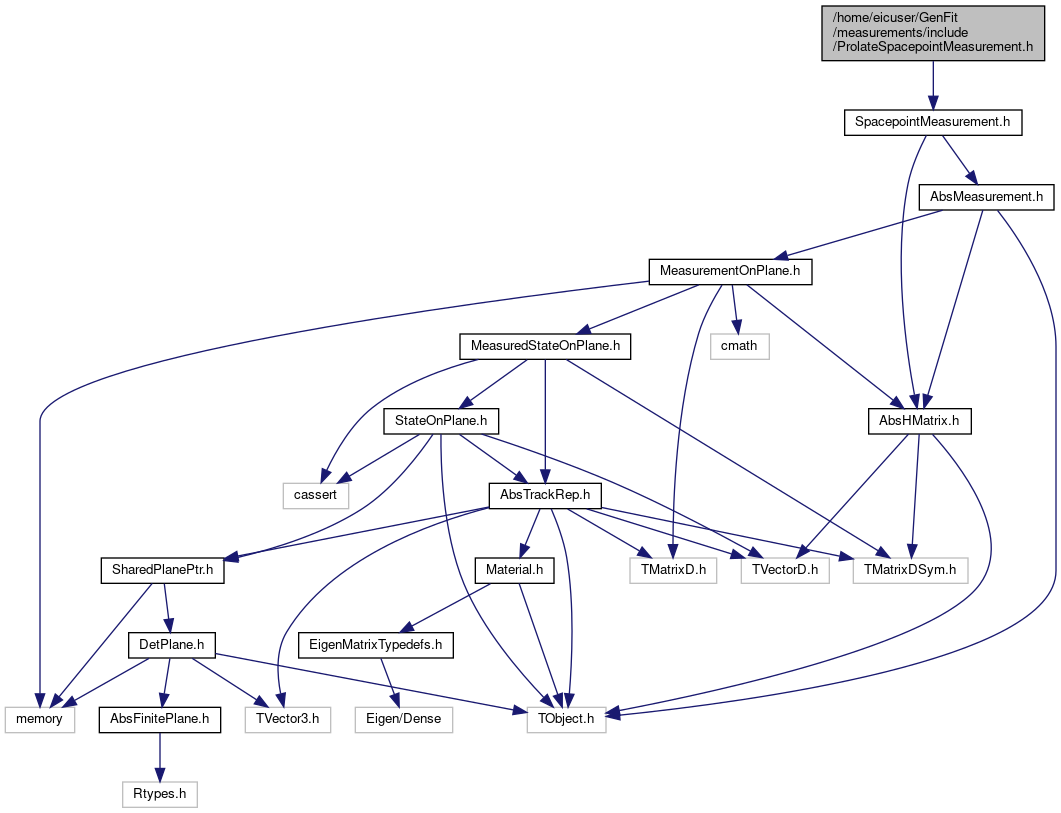 /home/eicuser/GenFit
/measurements/include
/ProlateSpacepointMeasurement.h
SpacepointMeasurement.h
AbsMeasurement.h
MeasurementOnPlane.h
MeasuredStateOnPlane.h
cmath
StateOnPlane.h
AbsHMatrix.h
cassert
AbsTrackRep.h
SharedPlanePtr.h
Material.h
TMatrixD.h
TVectorD.h
TMatrixDSym.h
DetPlane.h
EigenMatrixTypedefs.h
memory
AbsFinitePlane.h
TVector3.h
Eigen/Dense
TObject.h
Rtypes.h